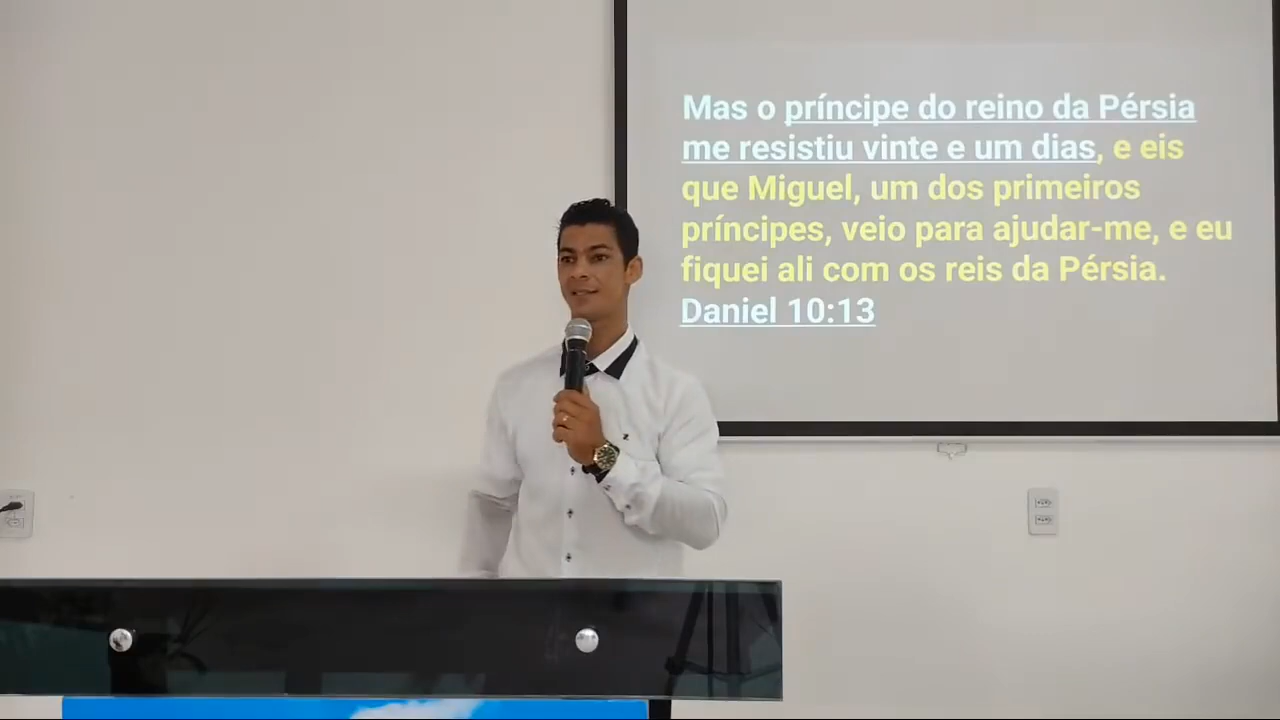 Mas o príncipe do reino da Pérsia
me resistiu vinte e um dias, e eis
que Miguel, um dos primeiros
príncipes, veio para ajudar-me, e eu
fiquei ali com os reis da Pérsia.
Daniel 10:13